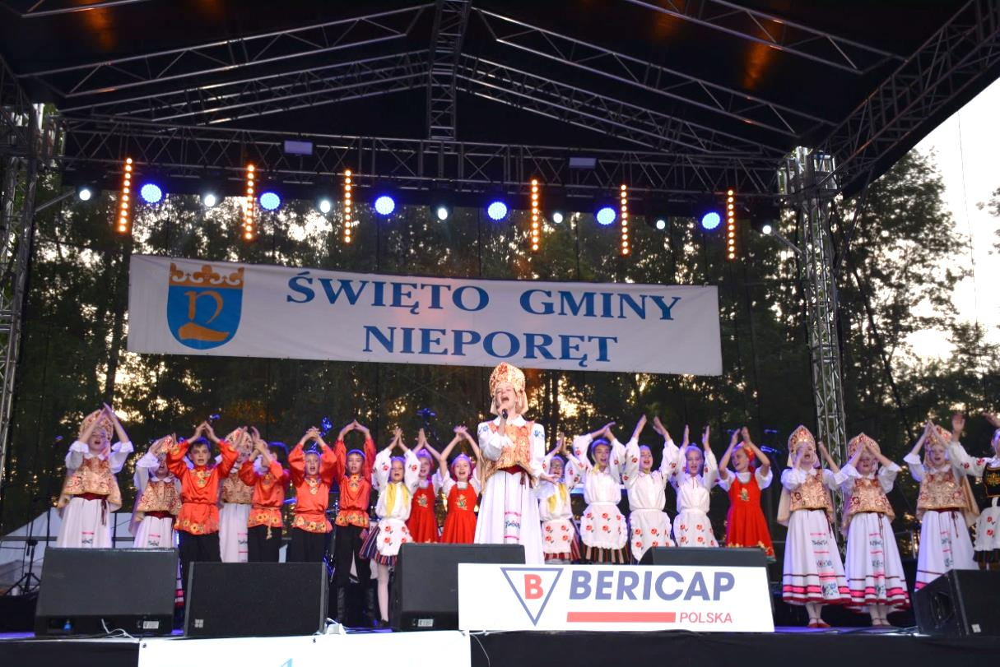 ŚWIĘTO GMINY
NIEPORĘT
B BERICAP
POLSKA